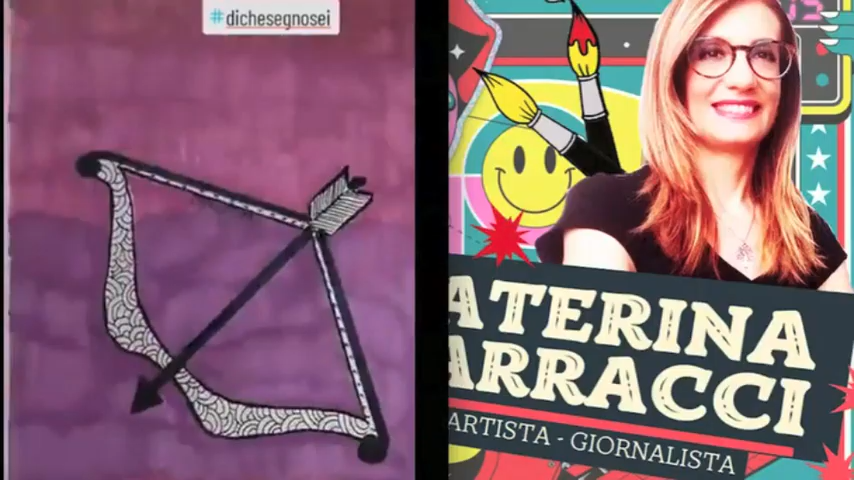 #dichesegnosei
ATERINA
ARRACCI
ARTISTA - GIORNALISTA